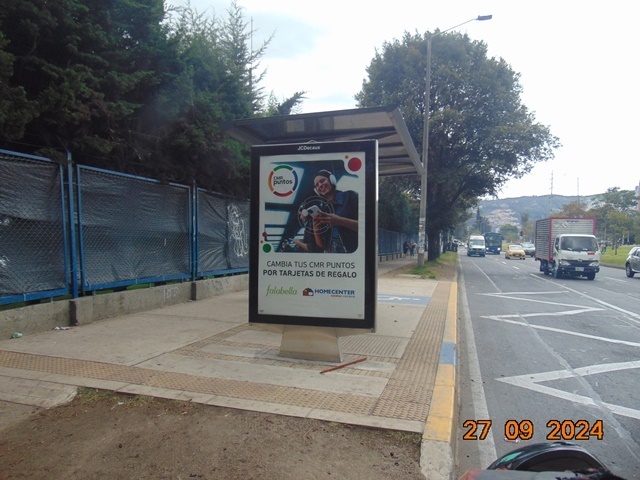 JCDecaux
CMR
puntos
CAMBIA TUS CMR PUNTOS
POR TARJETAS DE REGALO
falabella
HOMECENTER
27 09 2024